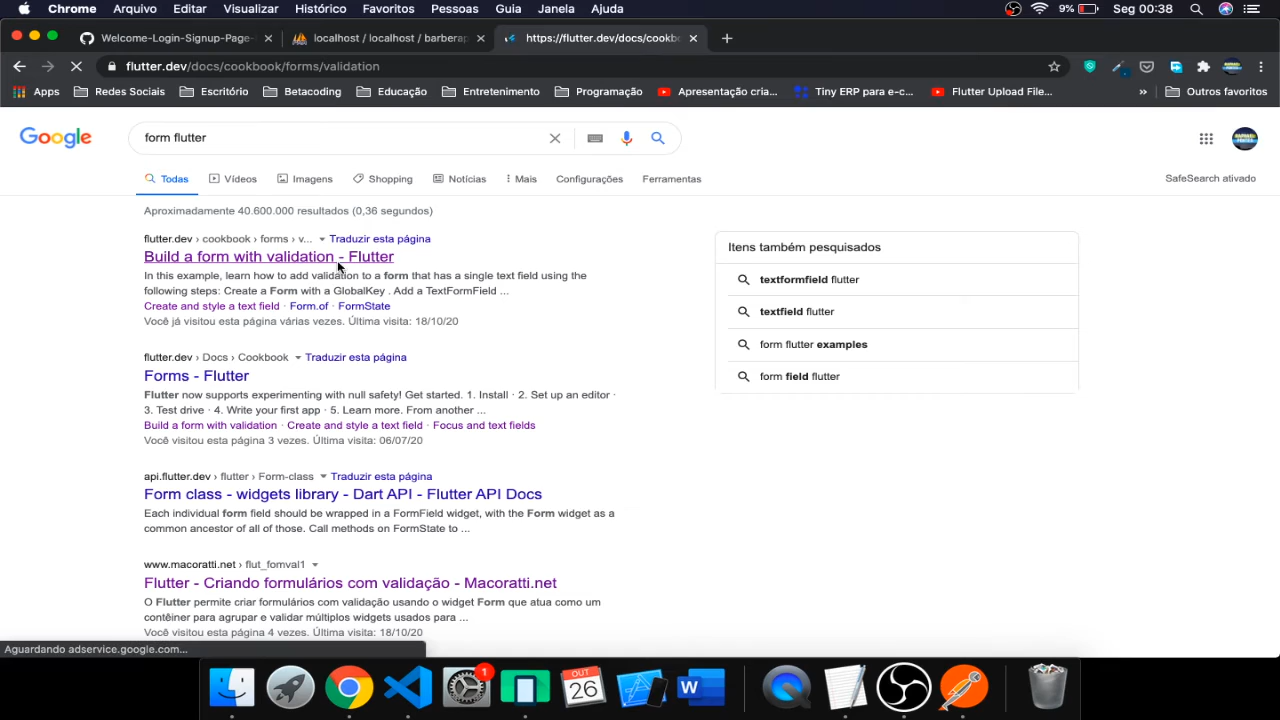 Chrome Arquivo Editar Visualizar Histórico Favoritos Pessoas Guia Janela Ajuda 9% Seg 00:38
Welcome-Login-Signup-Page- localhost / localhost / barberap https://flutter.dev/docs/cookb
flutter.dev/docs/cookbook/forms/validation
Apps Redes Sociais Escritório Betacoding Educação Entretenimento Programação Apresentação cria... Tiny ERP para e-c... Flutter Upload File... » Outros favoritos
Google form flutter
Todas Vídeos Imagens Shopping Notícias Mais Configurações Ferramentas SafeSearch ativado
Aproximadamente 40.600.000 resultados (0,36 segundos)
flutter.dev › cookbook › forms › v... Traduzir esta página
Build a form with validation - Flutter
In this example, learn how to add validation to a form that has a single text field using the
following steps: Create a Form with a GlobalKey . Add a TextFormField ...
Create and style a text field · Form.of · FormState
Você já visitou esta página várias vezes. Última visita: 18/10/20
flutter.dev › Docs › Cookbook Traduzir esta página
Forms - Flutter
Flutter now supports experimenting with null safety! Get started. 1. Install · 2. Set up an editor ·
3. Test drive · 4. Write your first app · 5. Learn more. From another ...
Build a form with validation · Create and style a text field · Focus and text fields
Você visitou esta página 3 vezes. Última visita: 06/07/20
api.flutter.dev › flutter › Form-class Traduzir esta página
Form class - widgets library - Dart API - Flutter API Docs
Each individual form field should be wrapped in a FormField widget, with the Form widget as a
common ancestor of all of those. Call methods on FormState to ...
www.macoratti.net › flut_fomval1
Flutter - Criando formulários com validação - Macoratti.net
O Flutter permite criar formulários com validação usando o widget Form que atua como um
contêiner para agrupar e validar múltiplos widgets usados para ...
Você visitou esta página 4 vezes. Última visita: 18/10/20
Itens também pesquisados
textformfield flutter
textfield flutter
form flutter examples
form field flutter
Aguardando adservice.google.com...
1
OUT
26
W